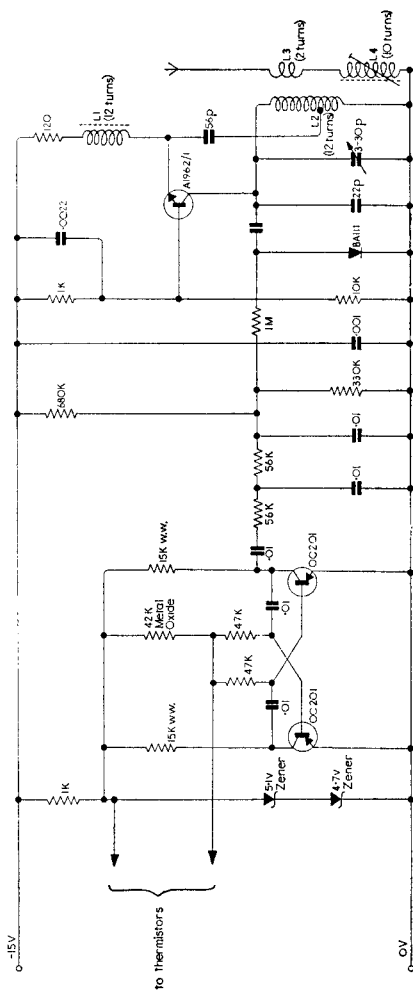 -15V
0V
to thermistors
1K
15K w.w.
42K
Metal
Oxide
15K w.w.
47K
47K
·01
·01
OC201
OC201
5·1v
Zener
4·7v
Zener
·01
56K
56K
·01
·01
680K
330K
·001
1M
1K
·0022
10K
BA111
22p
3-30p
A1962/1
120
L1
(12 turns)
56p
L2
(12 turns)
L3
(2 turns)
L4
(10 turns)